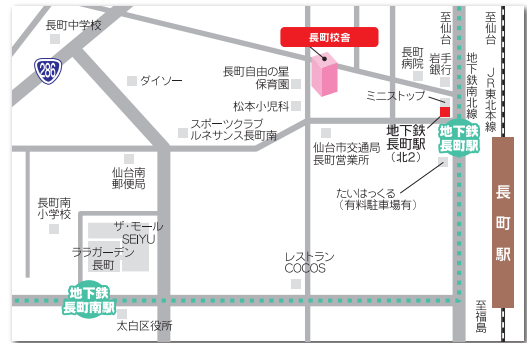 長町中学校
286
ダイソー
長町自由の星
保育園
松本小児科
スポーツクラブ
ルネサンス長町南
長町校舎
長町
病院
岩手
銀行
ミニストップ
至仙台
地下鉄南北線
至仙台
JR東北本線
地下鉄
長町駅
地下鉄
長町駅
(北2)
仙台市交通局
長町営業所
たいはっくる
(有料駐車場有)
長町駅
仙台南
郵便局
長町南
小学校
ザ・モール
SEIYU
ララガーデン
長町
地下鉄
長町南駅
太白区役所
レストラン
COCOS
至福島